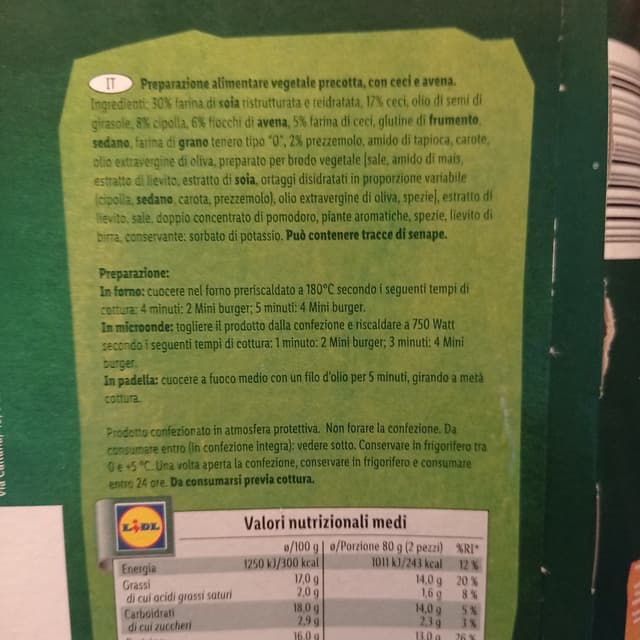 IT Preparazione alimentare vegetale precotta, con ceci e avena.
Ingredienti: 30% farina di soia ristrutturata e reidratata, 17% ceci, olio di semi di
girasole, 8% cipolla, 6% fiocchi di avena, 5% farina di ceci, glutine di frumento,
sedano, farina di grano tenero tipo "0", 2% prezzemolo, amido di tapioca, carote,
olio extravergine di oliva, preparato per brodo vegetale [sale, amido di mais,
estratto di lievito, estratto di soia, ortaggi disidratati in proporzione variabile
(cipolla, sedano, carota, prezzemolo), olio extravergine di oliva, spezie], estratto di
lievito, sale, doppio concentrato di pomodoro, piante aromatiche, spezie, lievito di
birra, conservante: sorbato di potassio. Può contenere tracce di senape.
Preparazione:
In forno: cuocere nel forno preriscaldato a 180°C secondo i seguenti tempi di
cottura: 4 minuti: 2 Mini burger; 5 minuti: 4 Mini burger.
In microonde: togliere il prodotto dalla confezione e riscaldare a 750 Watt
secondo i seguenti tempi di cottura: 1 minuto: 2 Mini burger; 3 minuti: 4 Mini
burger.
In padella: cuocere a fuoco medio con un filo d'olio per 5 minuti, girando a metà
cottura.
Prodotto confezionato in atmosfera protettiva. Non forare la confezione. Da
consumare entro (in confezione integra): vedere sotto. Conservare in frigorifero tra
0 e +5 °C. Una volta aperta la confezione, conservare in frigorifero e consumare
entro 24 ore. Da consumarsi previa cottura.
LIDL
Valori nutrizionali medi
ø/100 g ø/Porzione 80 g (2 pezzi) %RI*
Energia 1250 kJ/300 kcal 1011 kJ/243 kcal 12 %
Grassi 17,0 g 14,0 g 20 %
di cui acidi grassi saturi 2,0 g 1,6 g 8 %
Carboidrati 18,0 g 14,0 g 5 %
di cui zuccheri 2,9 g 2,3 g 3 %
16,0 g 13,0 g